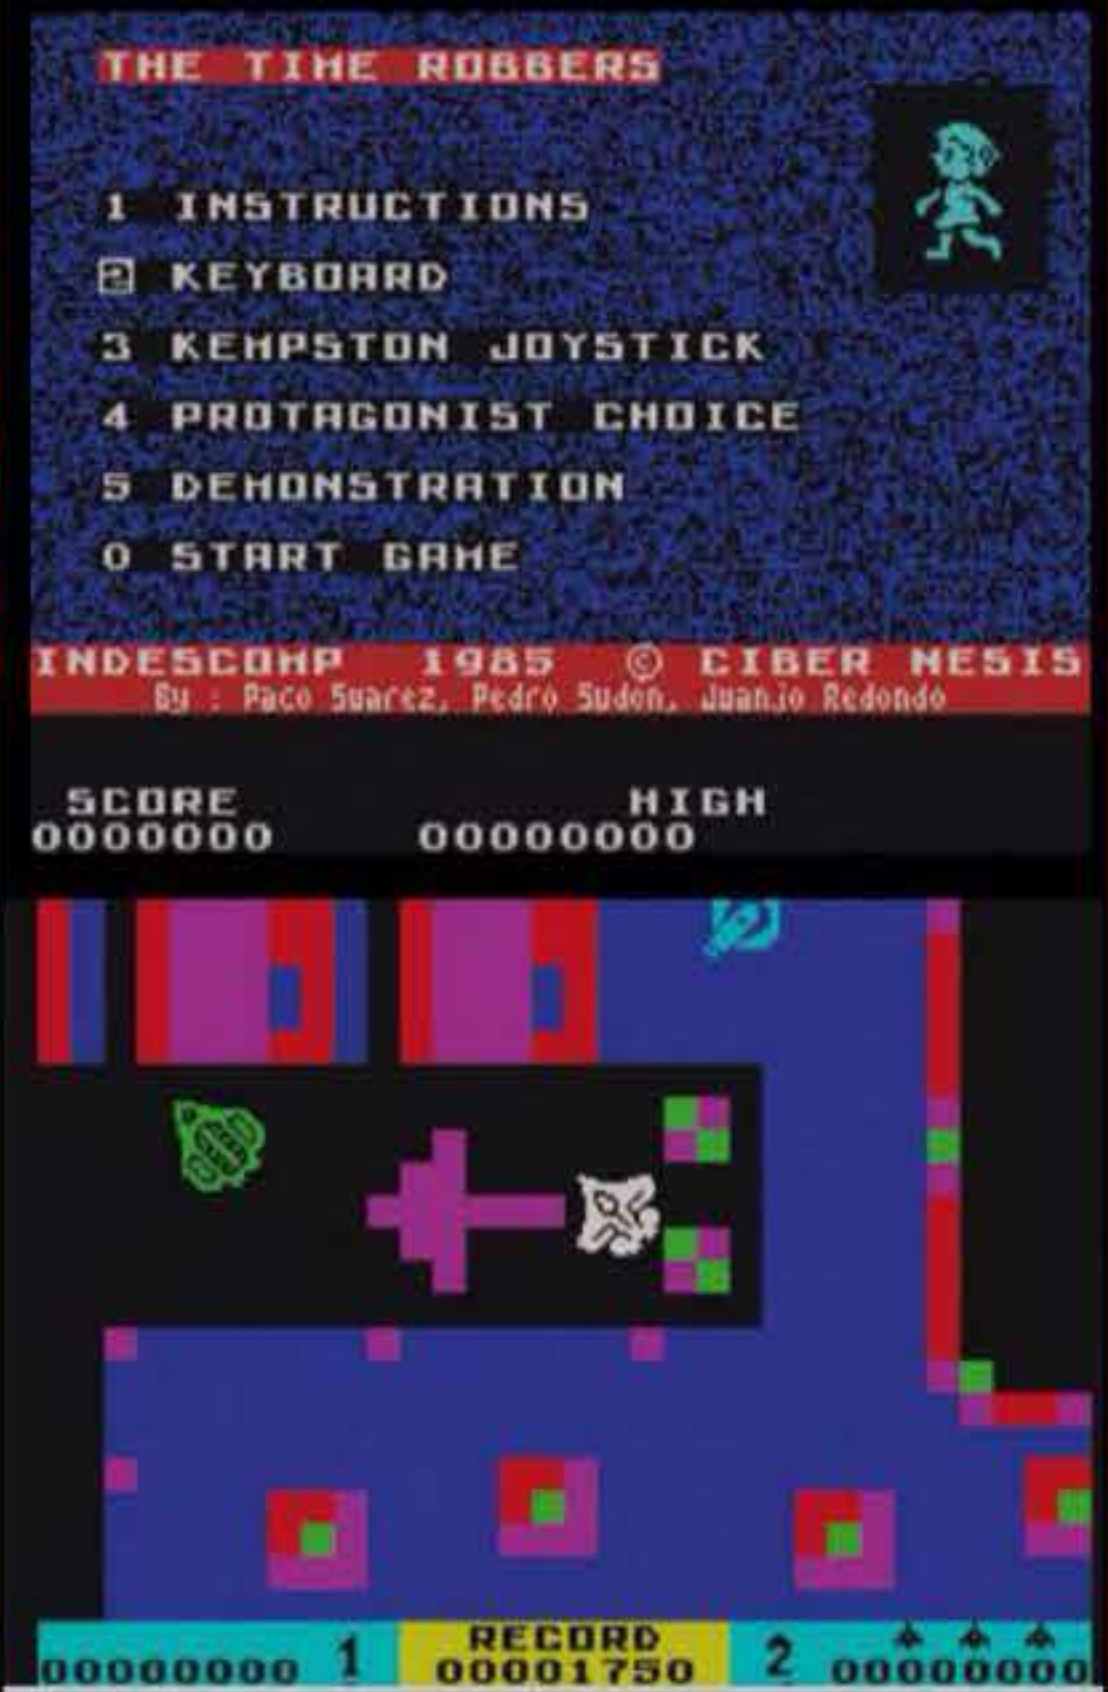 THE TIME ROBBERS
1 INSTRUCTIONS
2 KEYBOARD
3 KEMPSTON JOYSTICK
4 PROTAGONIST CHOICE
5 DEMONSTRATION
0 START GAME
INDESCOMP 1985 © CIBER NESIS
By : Paco Suarez, Pedro Sudon, Juanjo Redondo
SCORE HIGH
0000000 00000000
RECORD
00000000 1 00001750 2 00000000